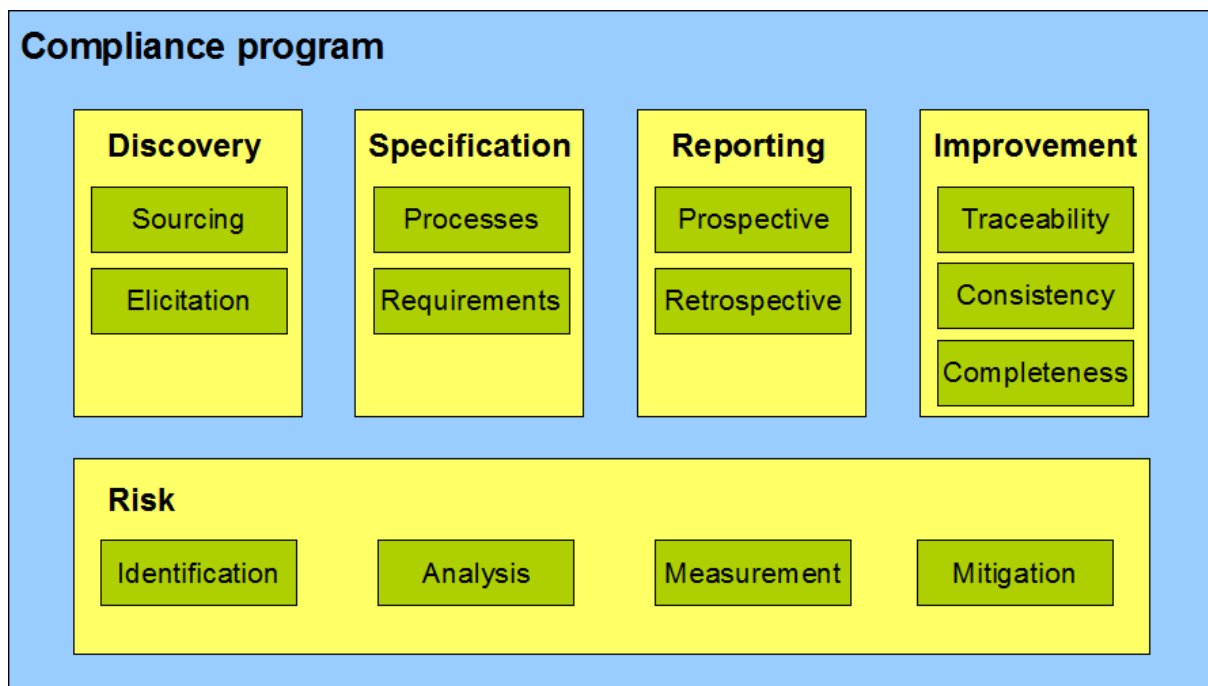 Compliance program
Discovery
Sourcing
Elicitation
Specification
Processes
Requirements
Reporting
Prospective
Retrospective
Improvement
Traceability
Consistency
Completeness
Risk
Identification
Analysis
Measurement
Mitigation